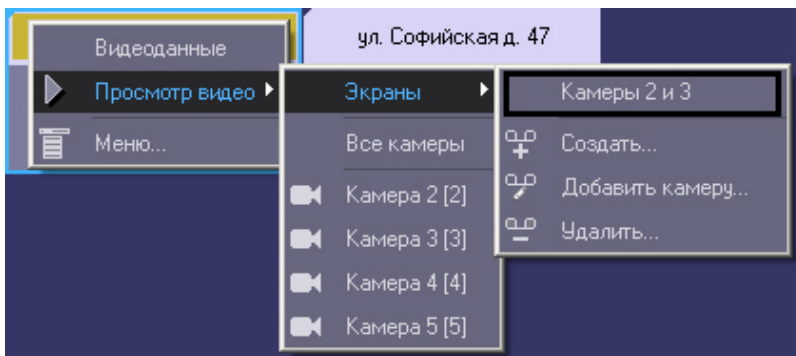 ул. Софийская д. 47
Видеоданные
Просмотр видео
Меню...
Экраны
Все камеры
Камера 2 [2]
Камера 3 [3]
Камера 4 [4]
Камера 5 [5]
Камеры 2 и 3
Создать...
Добавить камеру...
Удалить...